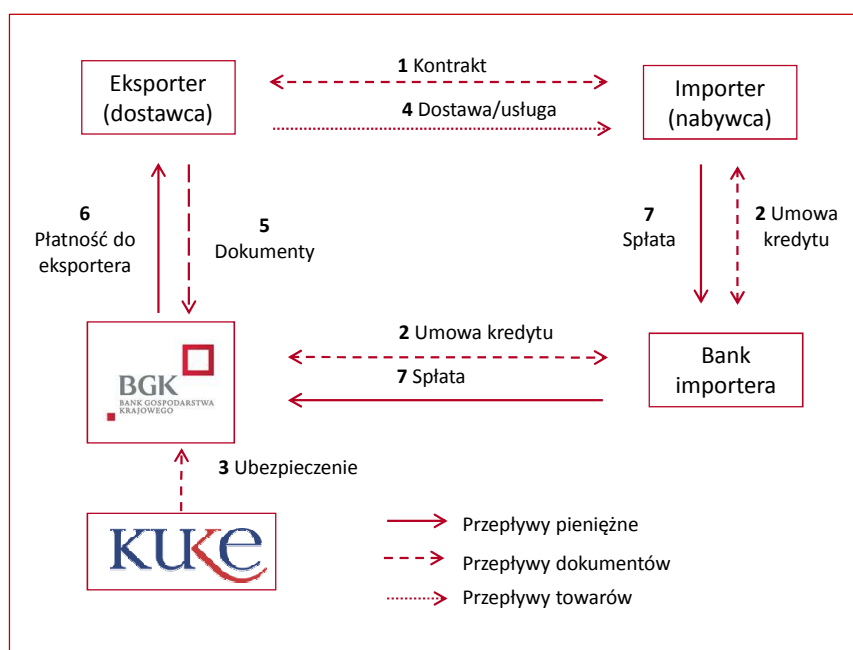 Eksporter
(dostawca)
1 Kontrakt
4 Dostawa/usługa
Importer
(nabywca)
6
Płatność do
eksportera
5
Dokumenty
7
Spłata
2 Umowa
kredytu
BGK
BANK GOSPODARSTWA
KRAJOWEGO
2 Umowa kredytu
7 Spłata
Bank
importera
3 Ubezpieczenie
KUKE
Przepływy pieniężne
Przepływy dokumentów
Przepływy towarów